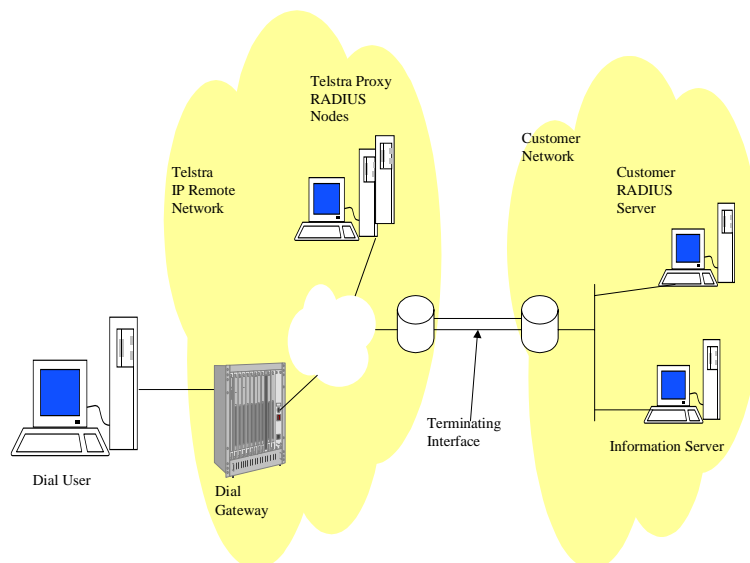 Telstra Proxy
RADIUS
Nodes
Customer
Network
Telstra
IP Remote
Network
Customer
RADIUS
Server
Terminating
Interface
Information Server
Dial User
Dial
Gateway